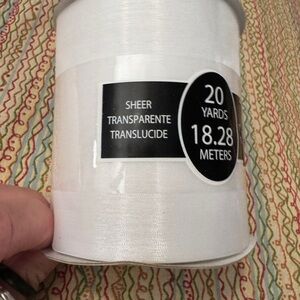 SHEER
TRANSPARENTE
TRANSLUCIDE
20
YARDS
18.28
METERS